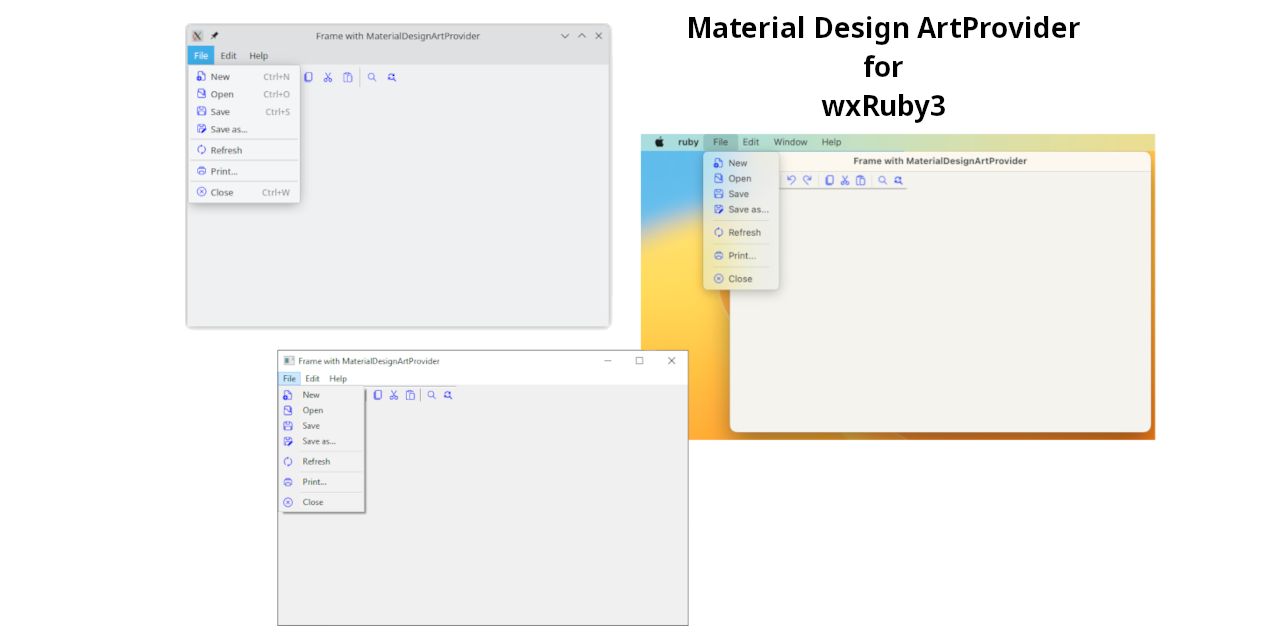 Material Design ArtProvider
for
wxRuby3
Frame with MaterialDesignArtProvider
File Edit Help
New Ctrl+N
Open Ctrl+O
Save Ctrl+S
Save as...
Refresh
Print...
Close Ctrl+W
ruby File Edit Window Help
Frame with MaterialDesignArtProvider
New
Open
Save
Save as...
Refresh
Print...
Close
Frame with MaterialDesignArtProvider
File Edit Help
New
Open
Save
Save as...
Refresh
Print...
Close